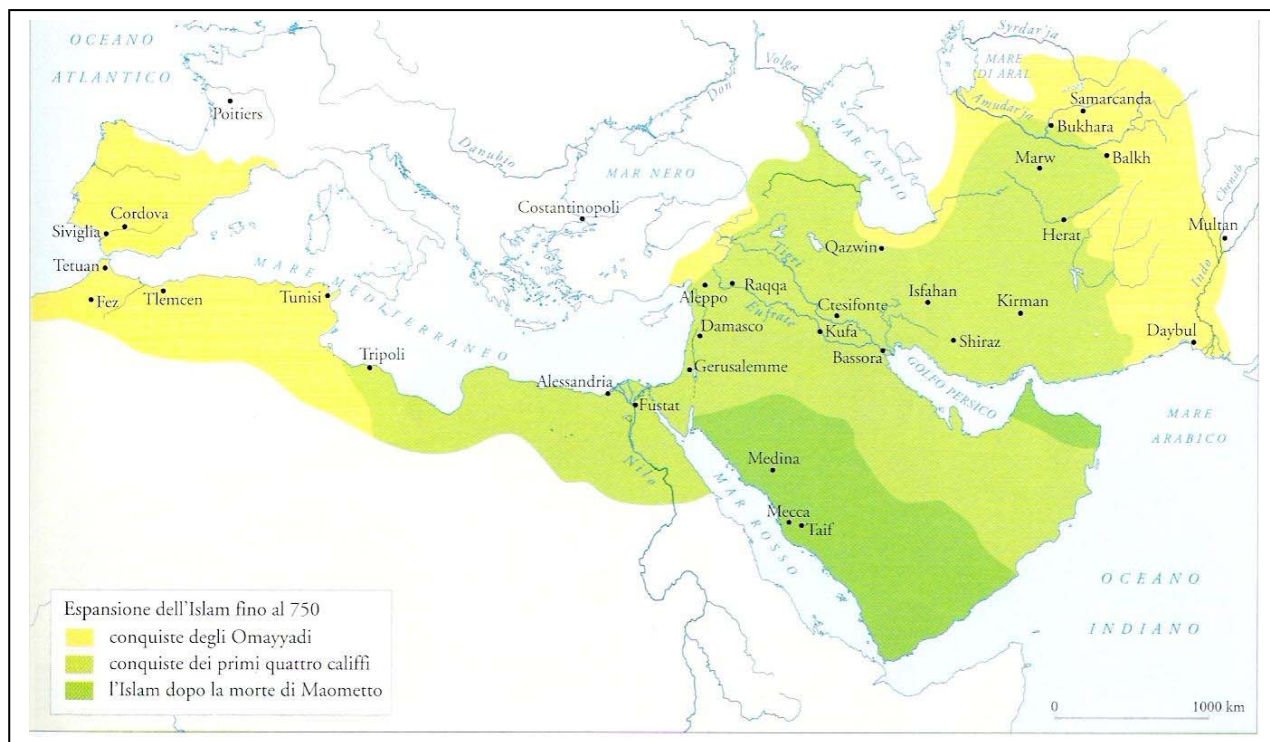 OCEANO
ATLANTICO
Poitiers
Danubio
Don
Volga
Syrdar'ja
MARE
DI ARAL
Amudar'ja
Samarcanda
Bukhara
Balkh
Marw
Herat
MAR CASPIO
MAR NERO
Costantinopoli
Cordova
Siviglia
Tetuan
Fez
Tlemcen
Tunisi
MARE MEDITERRANEO
Tripoli
Alessandria
Fustat
Nilo
Aleppo
Raqqa
Tigri
Eufrate
Damasco
Gerusalemme
Qazwin
Ctesifonte
Kufa
Bassora
Isfahan
Shiraz
Kirman
Multan
Chenab
Indo
Daybul
GOLFO PERSICO
MARE
ARABICO
Medina
Mecca
Taif
MAR ROSSO
OCEANO
INDIANO
Espansione dell'Islam fino al 750
conquiste degli Omayyadi
conquiste dei primi quattro califfi
l'Islam dopo la morte di Maometto
0 1000 km